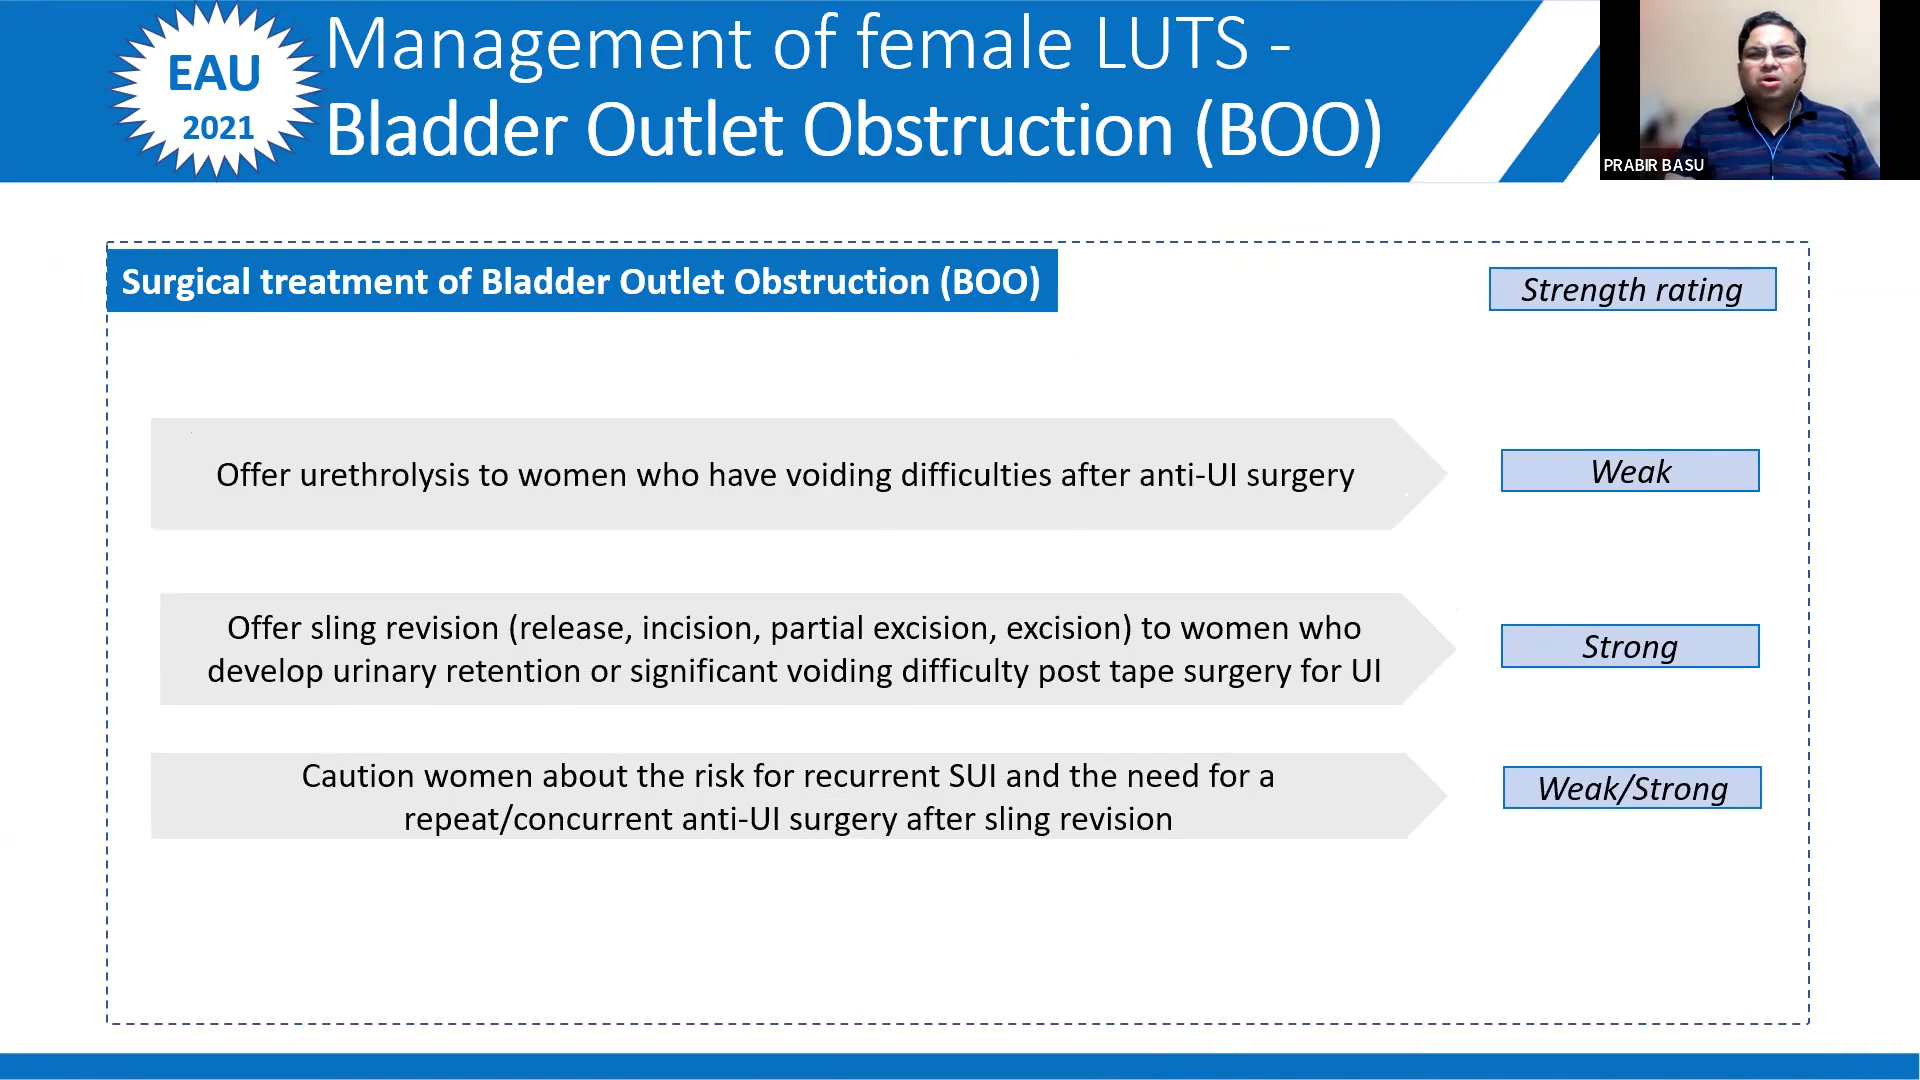 EAU
2021
Management of female LUTS -
Bladder Outlet Obstruction (BOO)
PRABIR BASU
Surgical treatment of Bladder Outlet Obstruction (BOO)
Strength rating
Offer urethrolysis to women who have voiding difficulties after anti-UI surgery
Weak
Offer sling revision (release, incision, partial excision, excision) to women who
develop urinary retention or significant voiding difficulty post tape surgery for UI
Strong
Caution women about the risk for recurrent SUI and the need for a
repeat/concurrent anti-UI surgery after sling revision
Weak/Strong